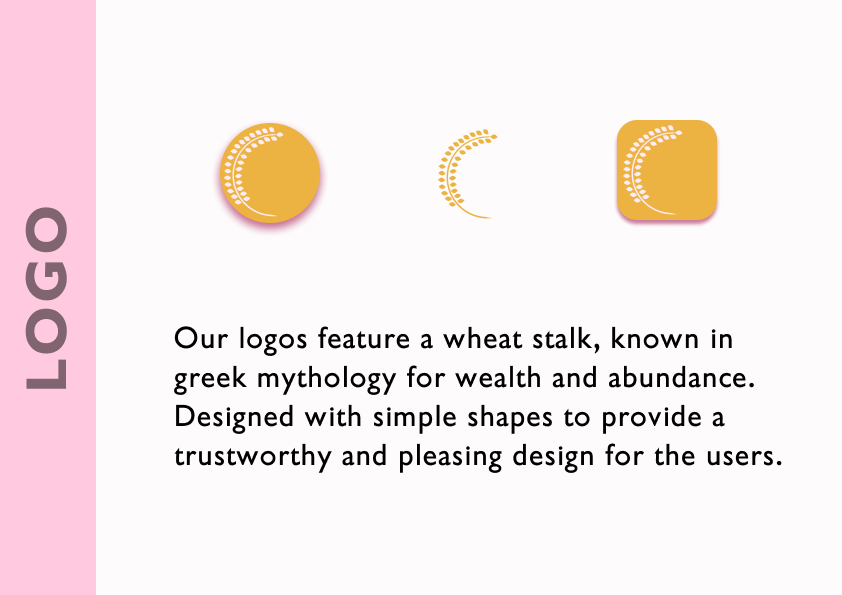 LOGO
Our logos feature a wheat stalk, known in
greek mythology for wealth and abundance.
Designed with simple shapes to provide a
trustworthy and pleasing design for the users.